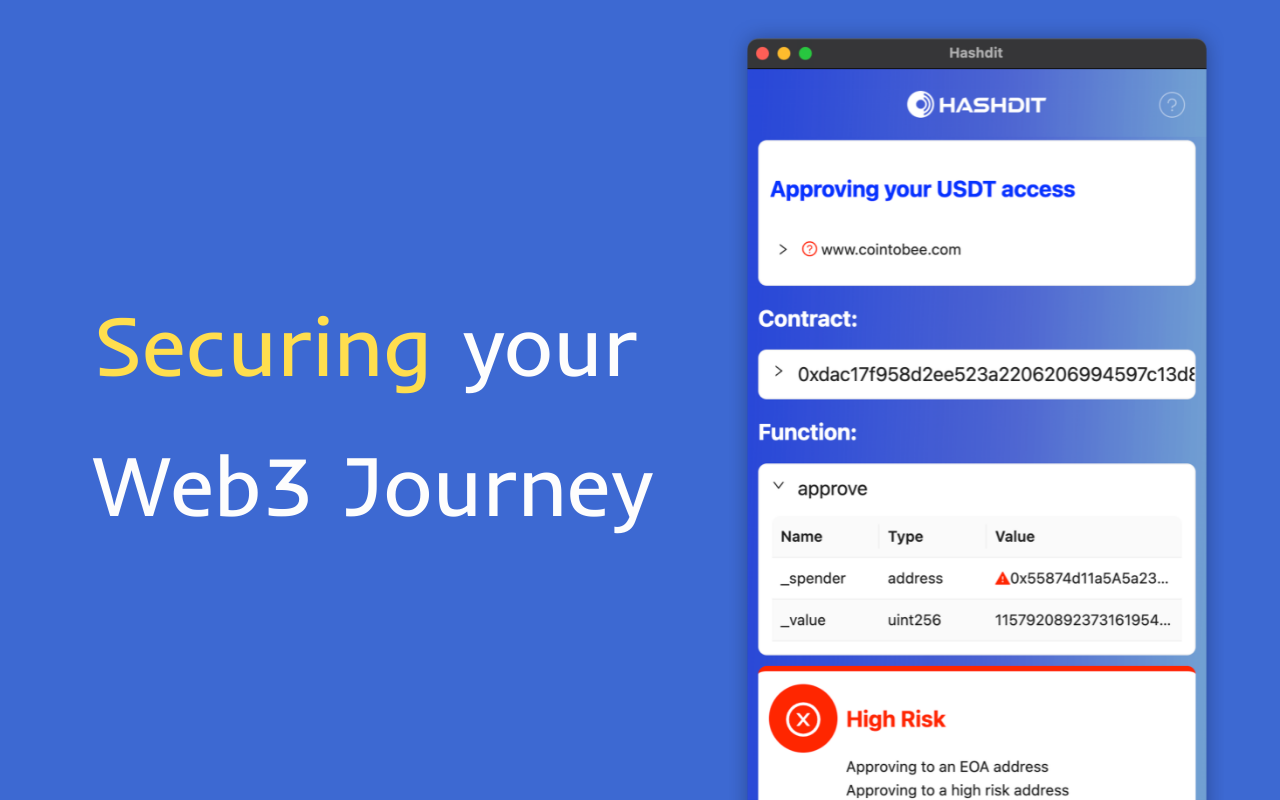 Securing your
Web3 Journey
Hashdit
HASHDIT
Approving your USDT access
www.cointobee.com
Contract:
0xdac17f958d2ee523a2206206994597c13d8
Function:
approve
Name Type Value
_spender address 0x55874d11a5A5a23...
_value uint256 1157920892373161954...
High Risk
Approving to an EOA address
Approving to a high risk address